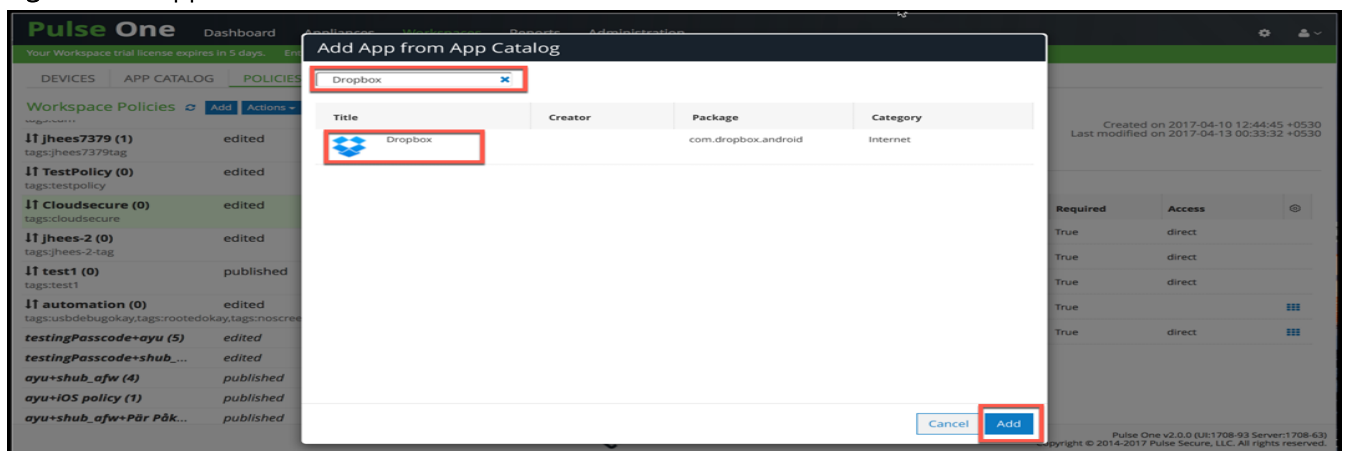 Pulse One Dashboard Appliances Workspaces Reports Administration
Your Workspace trial license expires in 5 days.
Add App from App Catalog
DEVICES APP CATALOG POLICIES
Dropbox
Workspace Policies Add Actions
Title Creator Package Category
Created on 2017-04-10 12:44:45 +0530
Last modified on 2017-04-13 00:33:32 +0530
jhees7379 (1) edited
tags:jhees7379tag
Dropbox com.dropbox.android Internet
TestPolicy (0) edited
tags:testpolicy
Cloudsecure (0) edited
tags:cloudsecure
Required Access
jhees-2 (0) edited
tags:jhees-2-tag
True direct
True direct
test1 (0) published
tags:test1
True direct
automation (0) edited
tags:usbdebugokay,tags:rootedokay,tags:noscree
True
testingPasscode+ayu (5) edited
True direct
testingPasscode+shub_... edited
ayu+shub_afw (4) published
ayu+iOS policy (1) published
ayu+shub_afw+Pär Påk... published
Cancel Add
Pulse One v2.0.0 (UI:1708-93 Server:1708-63)
Copyright © 2014-2017 Pulse Secure, LLC. All rights reserved.